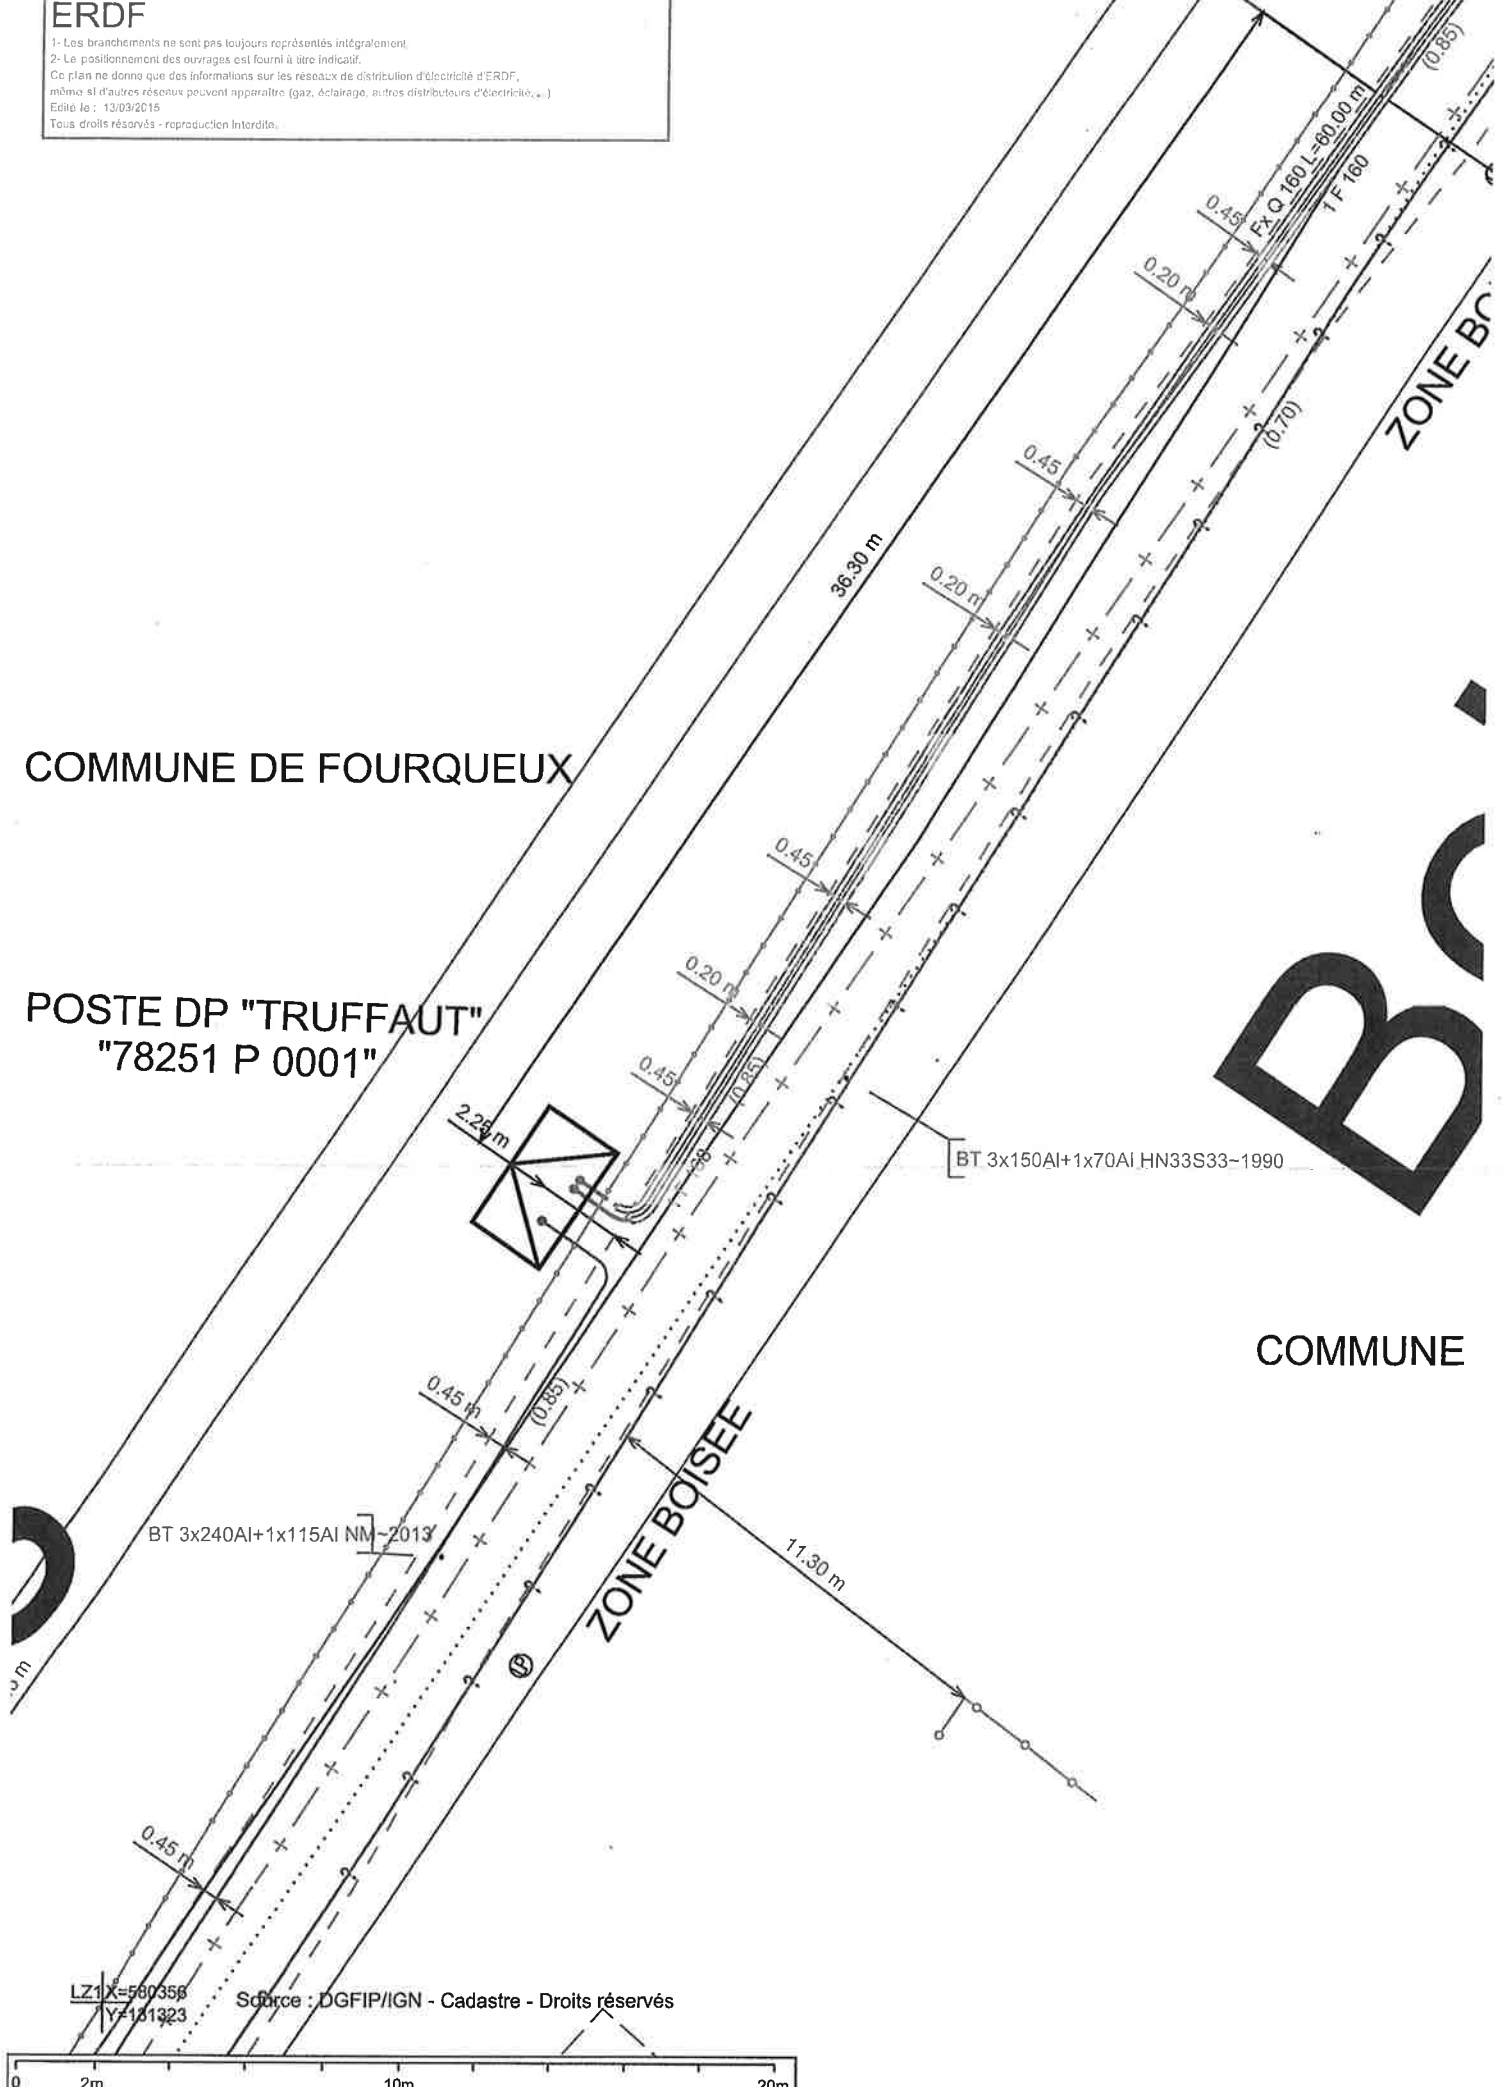 ERDF
1- Les branchements ne sont pas toujours représentés intégralement.
2- Le positionnement des ouvrages est fourni à titre indicatif.
Ce plan ne donne que des informations sur les réseaux de distribution d'électricité d'ERDF,
même si d'autres réseaux peuvent apparaître (gaz, éclairage, autres distributeurs d'électricité,...)
Edité le : 13/03/2015
Tous droits réservés - reproduction interdite.
(0.85)
Fx Q 160 L=60.00 m
1 F 160
0.45
0.20 m
ZONE BO
(0.70)
0.45
36.30 m
0.20 m
COMMUNE DE FOURQUEUX
0.45
BO
0.20 m
POSTE DP "TRUFFAUT"
"78251 P 0001"
0.45
(0.85)
2.25 m
BT 3x150Al+1x70Al HN33S33~1990
COMMUNE
0.45 m
(0.85)
ZONE BOISEE
BT 3x240Al+1x115Al NM~2013
11.30 m
0.45 m
LZ1 X=580356
Y=131323
Source : DGFIP/IGN - Cadastre - Droits réservés
0 2m 10m 20m